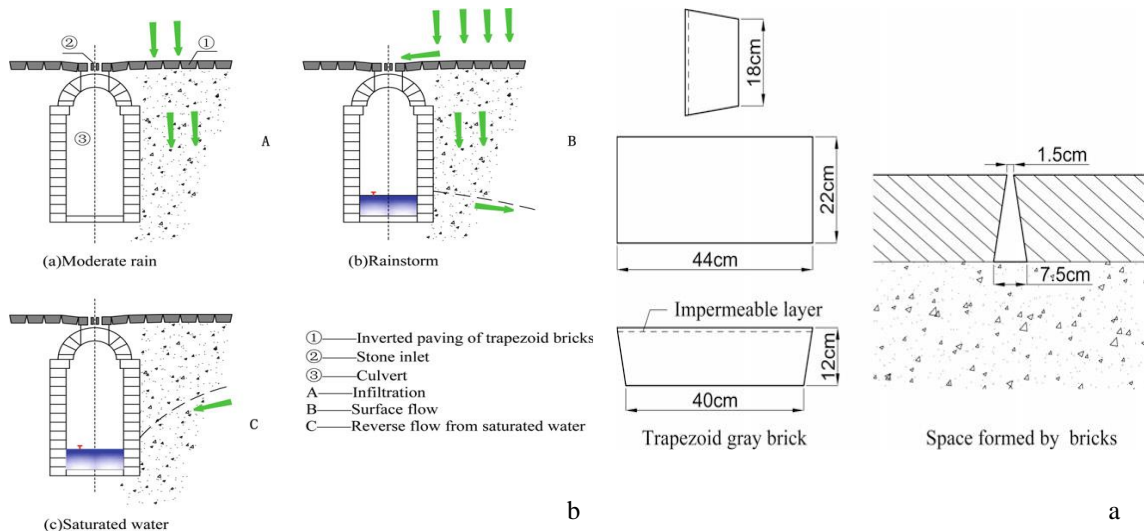 ②
①
③
A
(a)Moderate rain
B
(b)Rainstorm
C
(c)Saturated water
①——Inverted paving of trapezoid bricks
②——Stone inlet
③——Culvert
A——Infiltration
B——Surface flow
C——Reverse flow from saturated water
b
18cm
22cm
44cm
Impermeable layer
12cm
40cm
Trapezoid gray brick
1.5cm
7.5cm
Space formed by bricks
a